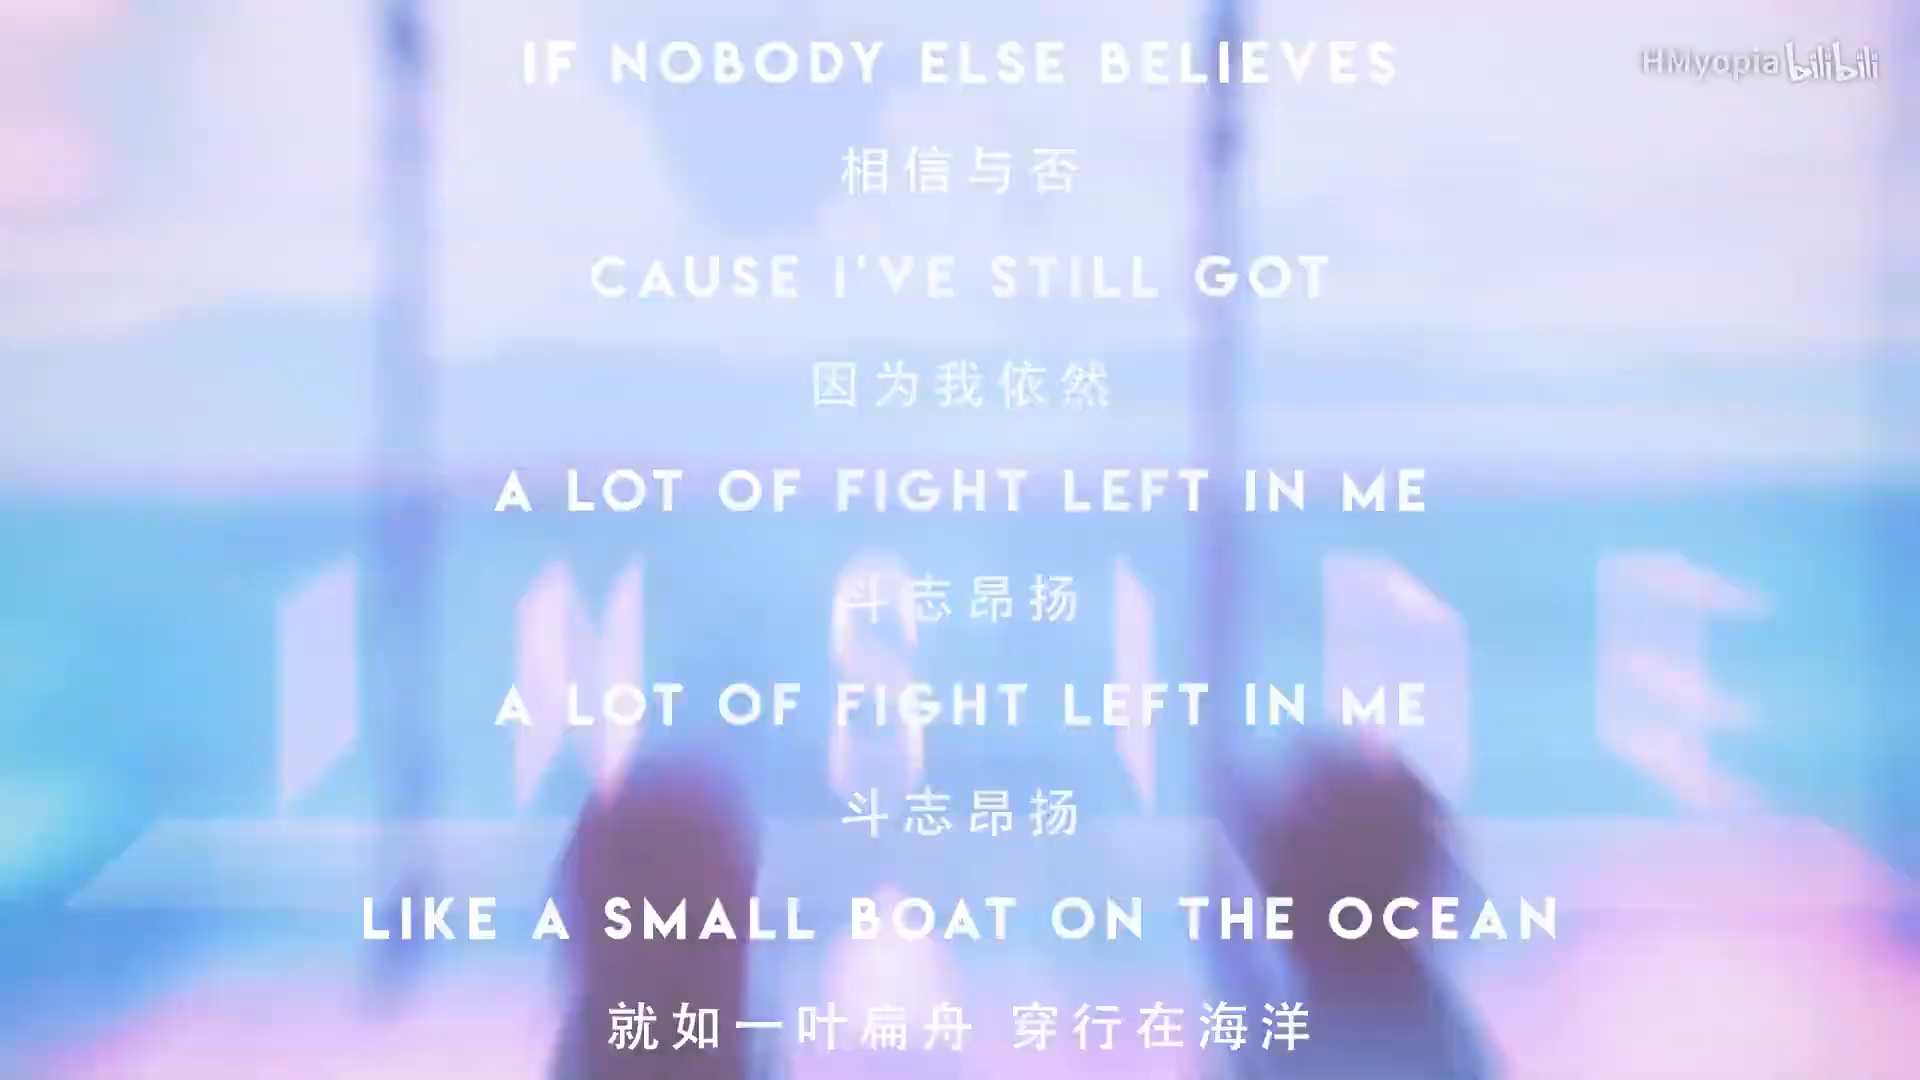 IF NOBODY ELSE BELIEVES
HMyopia bilibili
相信与否
CAUSE I'VE STILL GOT
因为我依然
A LOT OF FIGHT LEFT IN ME
斗志昂扬
INSIDE
A LOT OF FIGHT LEFT IN ME
斗志昂扬
LIKE A SMALL BOAT ON THE OCEAN
就如一叶扁舟 穿行在海洋